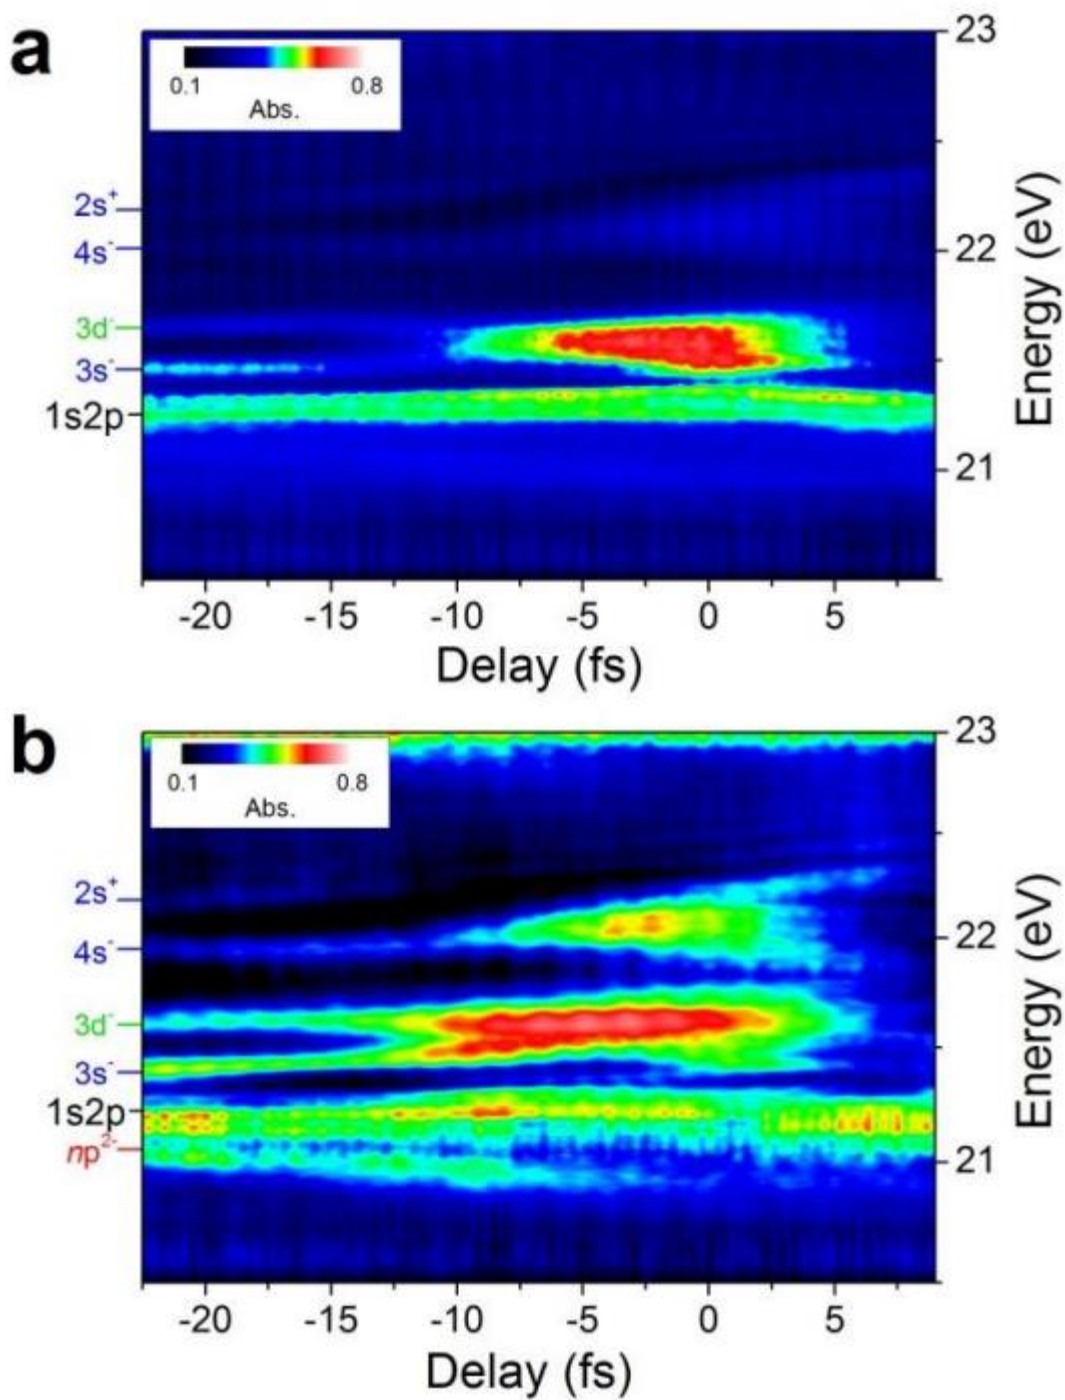 a
23
0.1 0.8
Abs.
2s⁺
4s⁻
22
3d⁻
3s⁻
1s2p
21
Energy (eV)
-20 -15 -10 -5 0 5
Delay (fs)
b
23
0.1 0.8
Abs.
2s⁺
4s⁻
22
3d⁻
3s⁻
1s2p
np²⁻
21
Energy (eV)
-20 -15 -10 -5 0 5
Delay (fs)